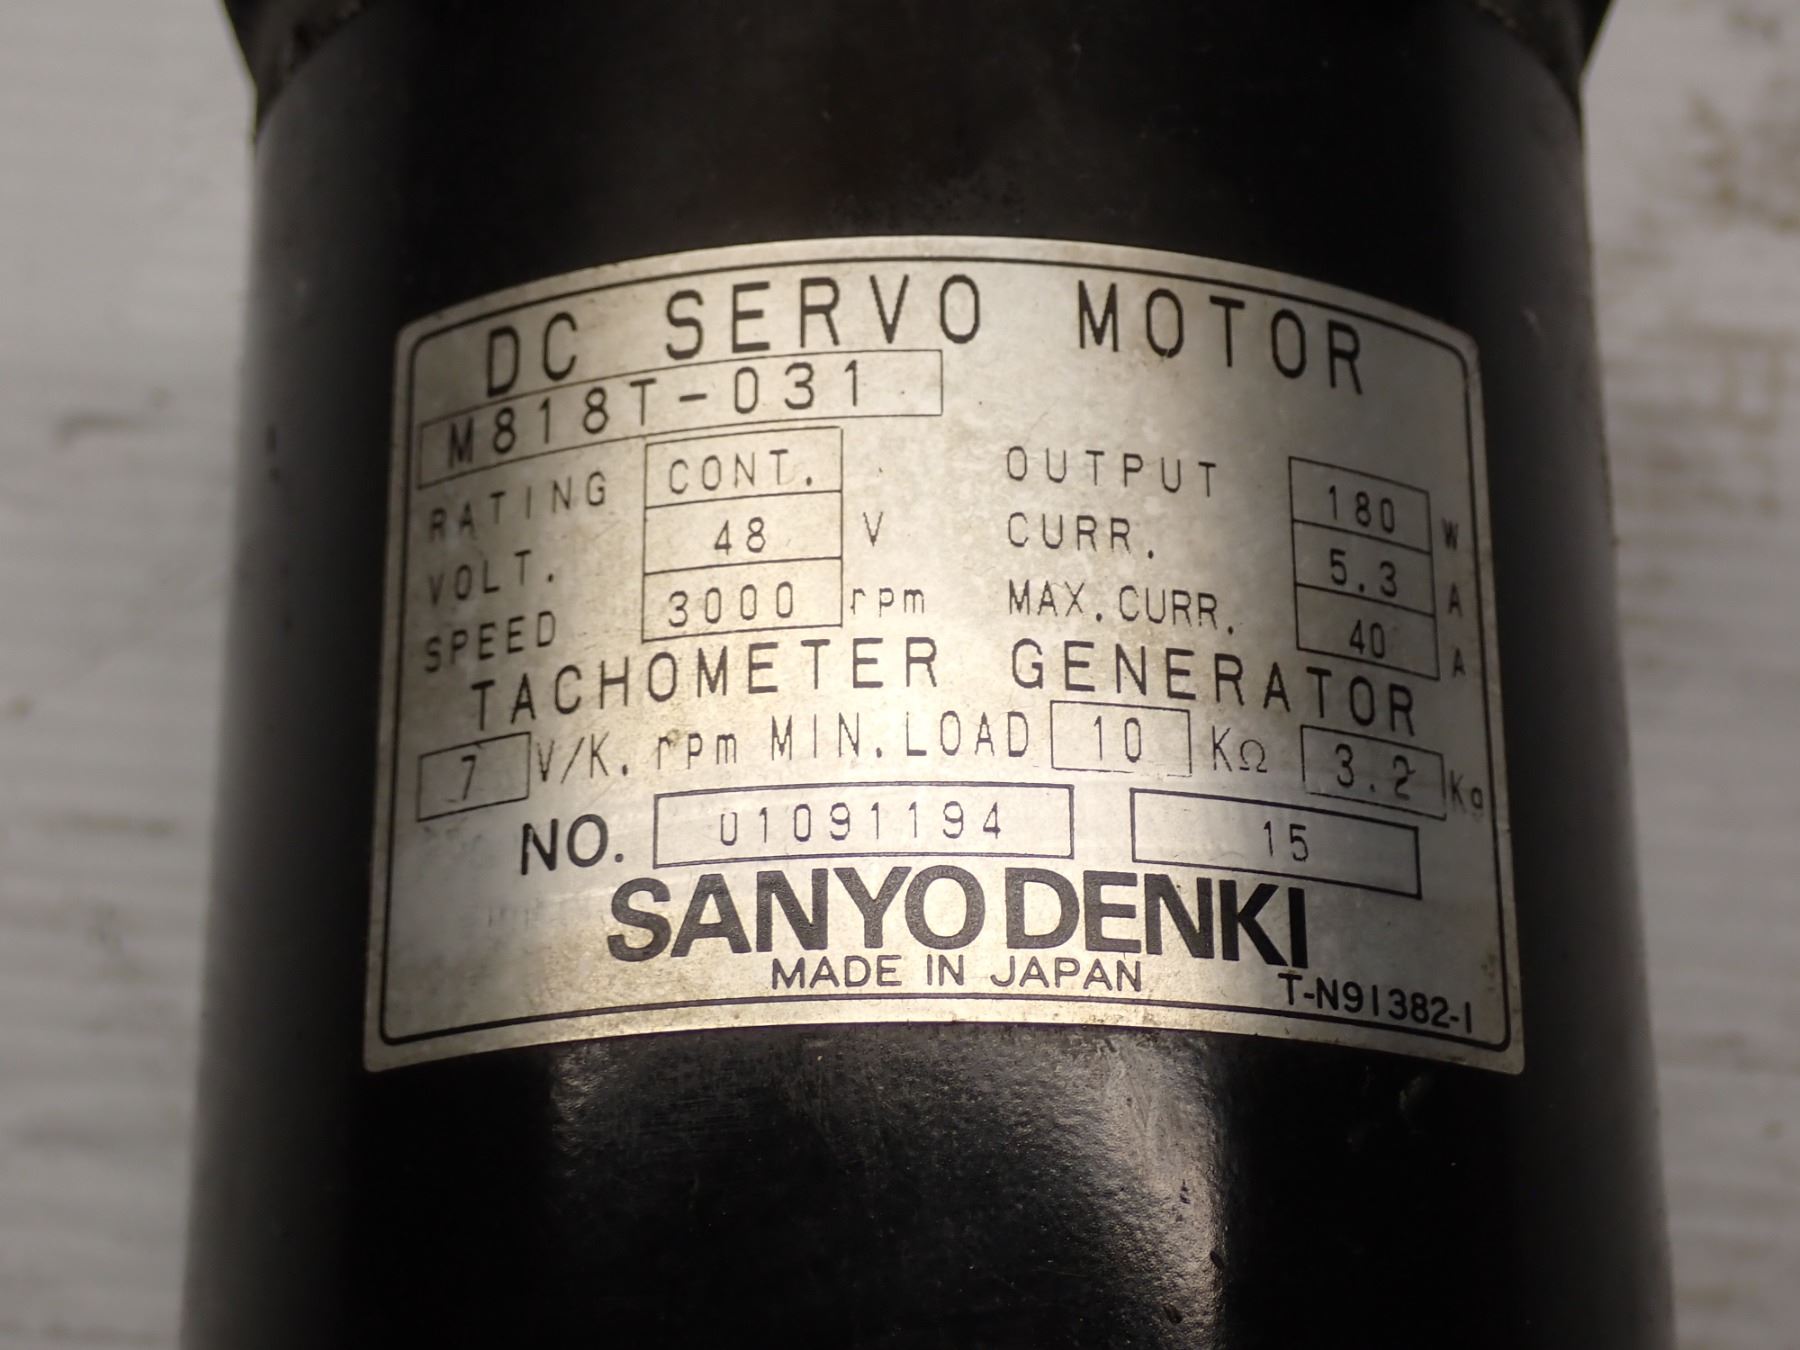 DC SERVO MOTOR
M818T-031
RATING CONT. OUTPUT 180 W
VOLT. 48 V CURR. 5.3 A
SPEED 3000 rpm MAX. CURR. 40 A
TACHOMETER GENERATOR
7 V/K. rpm MIN. LOAD 10 KΩ 3.2 Kg
NO. 01091194 15
SANYO DENKI
MADE IN JAPAN
T-N91382-1